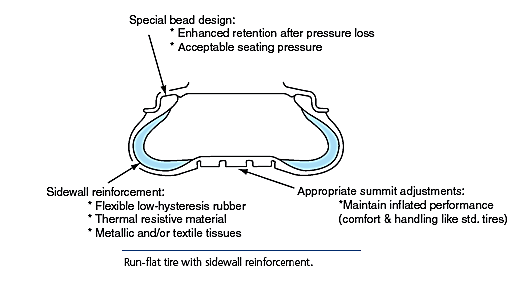 Special bead design:
* Enhanced retention after pressure loss
* Acceptable seating pressure
Sidewall reinforcement:
* Flexible low-hysteresis rubber
* Thermal resistive material
* Metallic and/or textile tissues
Appropriate summit adjustments:
*Maintain inflated performance
(comfort & handling like std. tires)
Run-flat tire with sidewall reinforcement.